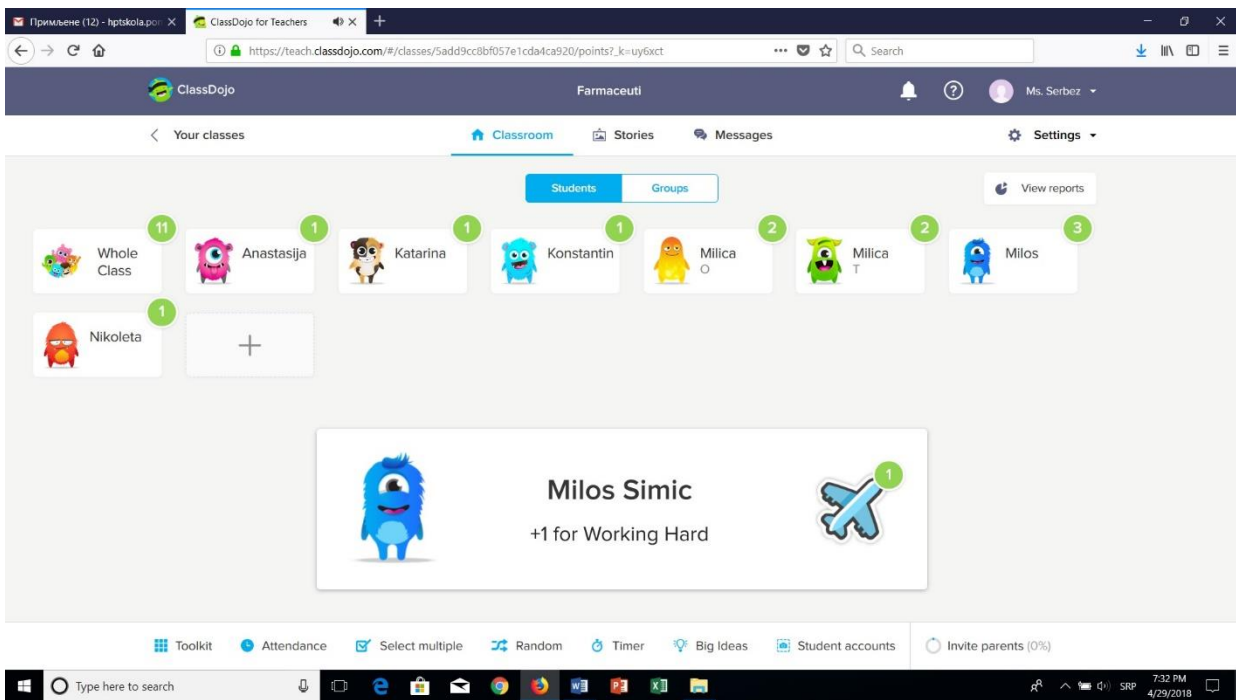 Примљене (12) - hptskola.por
ClassDojo for Teachers
https://teach.classdojo.com/#/classes/5add9cc8bf057e1cda4ca920/points?_k=uy6xct
Search
ClassDojo
Farmaceuti
Ms. Serbez
Your classes
Classroom
Stories
Messages
Settings
Students
Groups
View reports
Whole Class
11
Anastasija
1
Katarina
1
Konstantin
1
Milica O
2
Milica T
2
Milos
3
Nikoleta
1
Milos Simic
+1 for Working Hard
1
Toolkit
Attendance
Select multiple
Random
Timer
Big Ideas
Student accounts
Invite parents (0%)
Type here to search
SRP
7:32 PM
4/29/2018